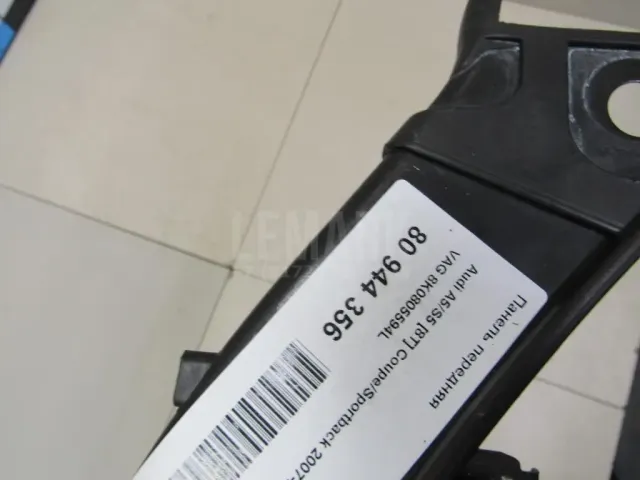 Панель передняя
Audi A5/S5 [8T] Coupe/Sportback 2007-
VAG 8K0805594L
80 944 356